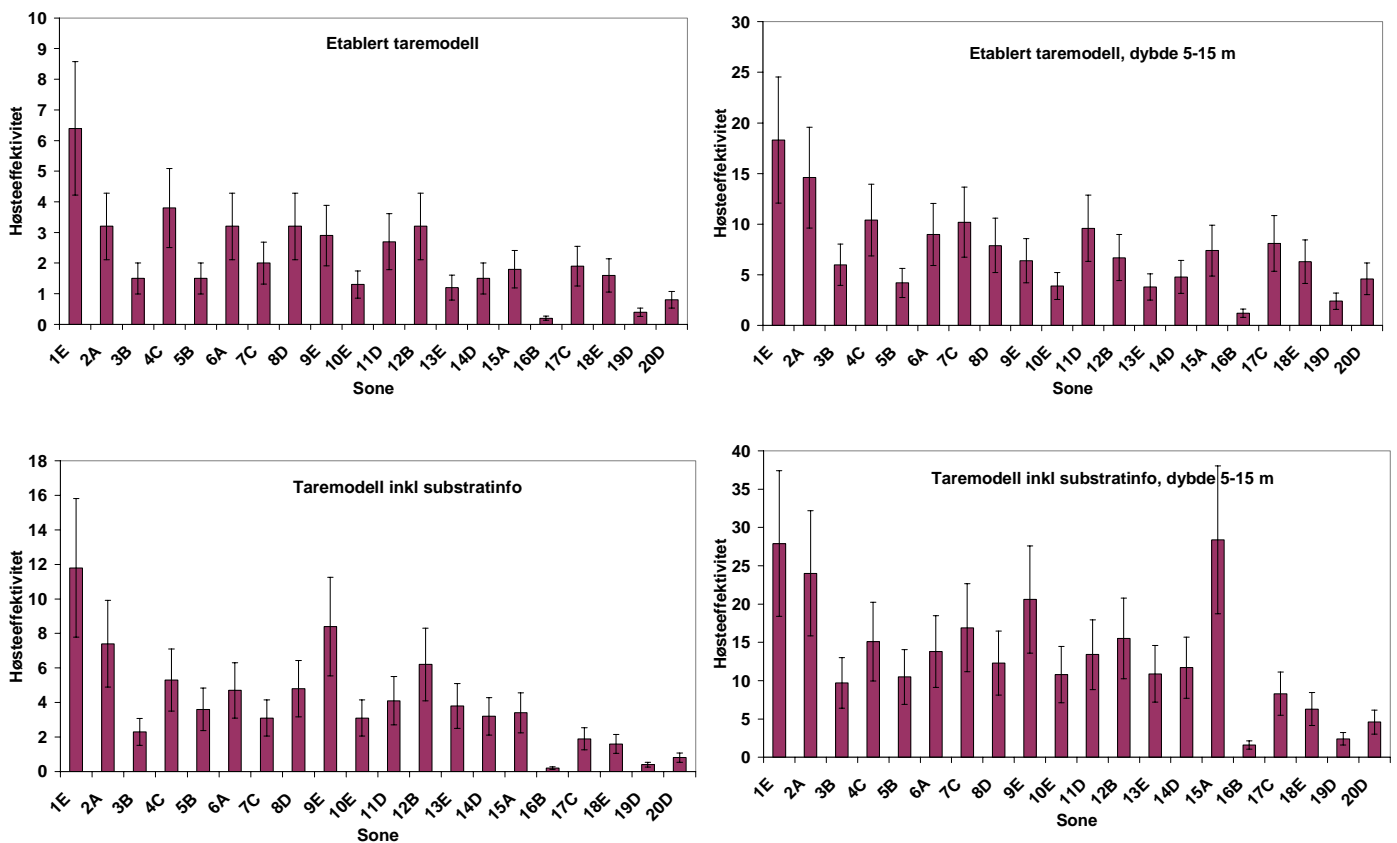 Etablert taremodell
Høsteeffektivitet
10
9
8
7
6
5
4
3
2
1
0
1E 2A 3B 4C 5B 6A 7C 8D 9E 10E 11D 12B 13E 14D 15A 16B 17C 18E 19D 20D
Sone
Etablert taremodell, dybde 5-15 m
Høsteeffektivitet
30
25
20
15
10
5
0
1E 2A 3B 4C 5B 6A 7C 8D 9E 10E 11D 12B 13E 14D 15A 16B 17C 18E 19D 20D
Sone
Taremodell inkl substratinfo
Høsteeffektivitet
18
16
14
12
10
8
6
4
2
0
1E 2A 3B 4C 5B 6A 7C 8D 9E 10E 11D 12B 13E 14D 15A 16B 17C 18E 19D 20D
Sone
Taremodell inkl substratinfo, dybde 5-15 m
Høsteeffektivitet
40
35
30
25
20
15
10
5
0
1E 2A 3B 4C 5B 6A 7C 8D 9E 10E 11D 12B 13E 14D 15A 16B 17C 18E 19D 20D
Sone